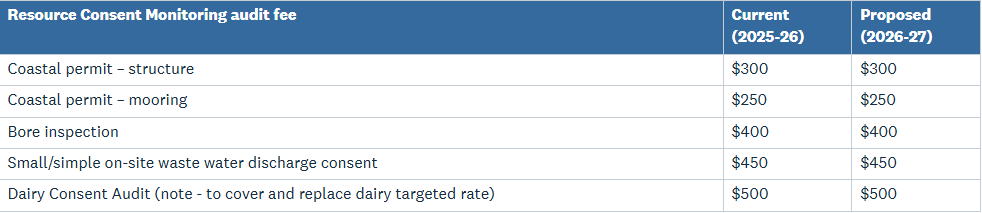 Resource Consent Monitoring audit fee Current Proposed
(2025-26) (2026-27)
Coastal permit – structure $300 $300
Coastal permit – mooring $250 $250
Bore inspection $400 $400
Small/simple on-site waste water discharge consent $450 $450
Dairy Consent Audit (note - to cover and replace dairy targeted rate) $500 $500